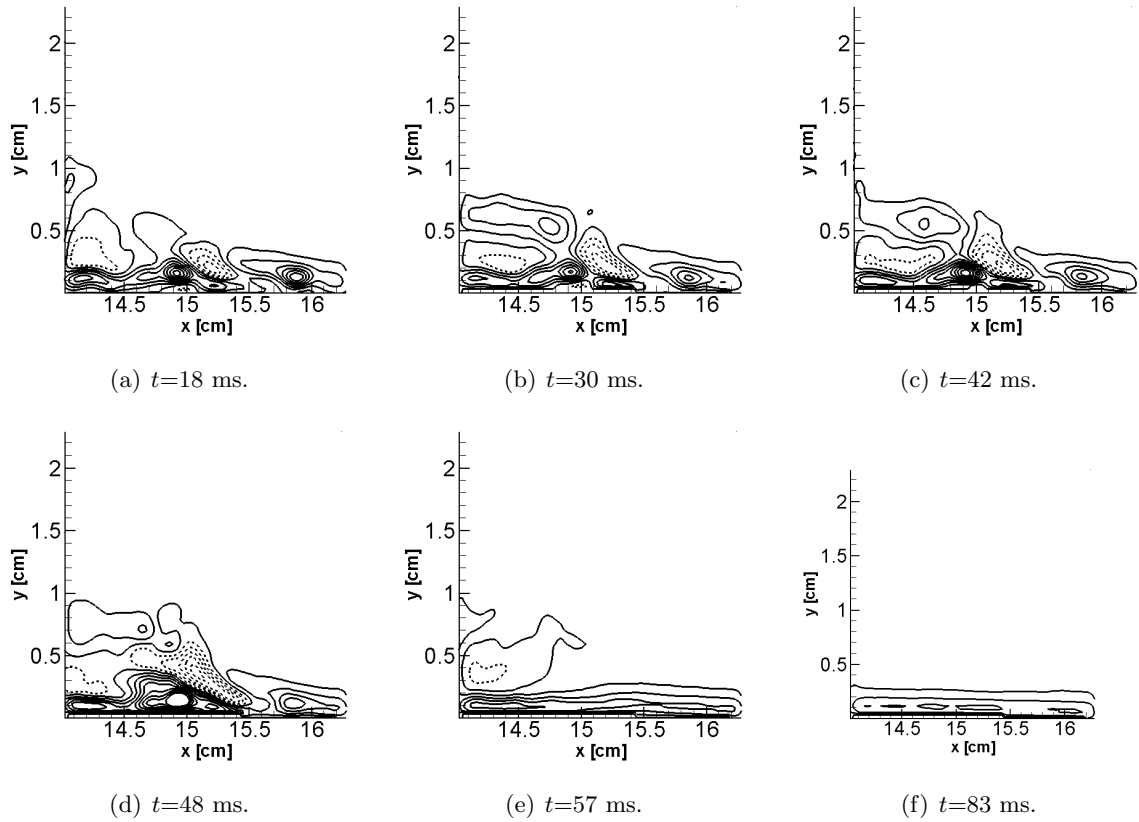 2
1.5
1
0.5
y [cm]
14.5 15 15.5 16
x [cm]
(a) t=18 ms.
2
1.5
1
0.5
y [cm]
14.5 15 15.5 16
x [cm]
(b) t=30 ms.
2
1.5
1
0.5
y [cm]
14.5 15 15.5 16
x [cm]
(c) t=42 ms.
2
1.5
1
0.5
y [cm]
14.5 15 15.5 16
x [cm]
(d) t=48 ms.
2
1.5
1
0.5
y [cm]
14.5 15 15.5 16
x [cm]
(e) t=57 ms.
2
1.5
1
0.5
y [cm]
14.5 15 15.5 16
x [cm]
(f) t=83 ms.